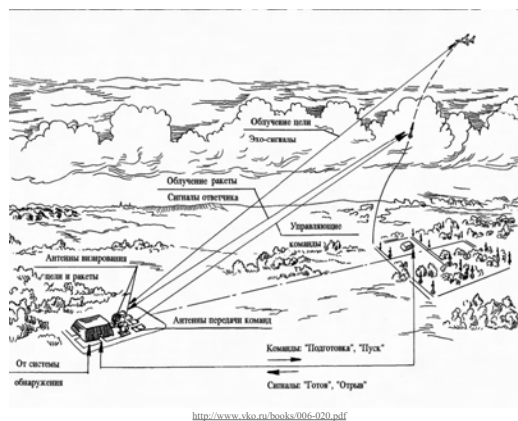 Облучение цели
Эхо-сигналы
Облучение ракеты
Сигналы ответчика
Управляющие
команды
Антенны визирования
цели и ракеты
Антенны передачи команд
От системы
обнаружения
Команды: "Подготовка", "Пуск"
Сигналы: "Готов", "Отрыв"
http://www.vko.ru/books/006-020.pdf